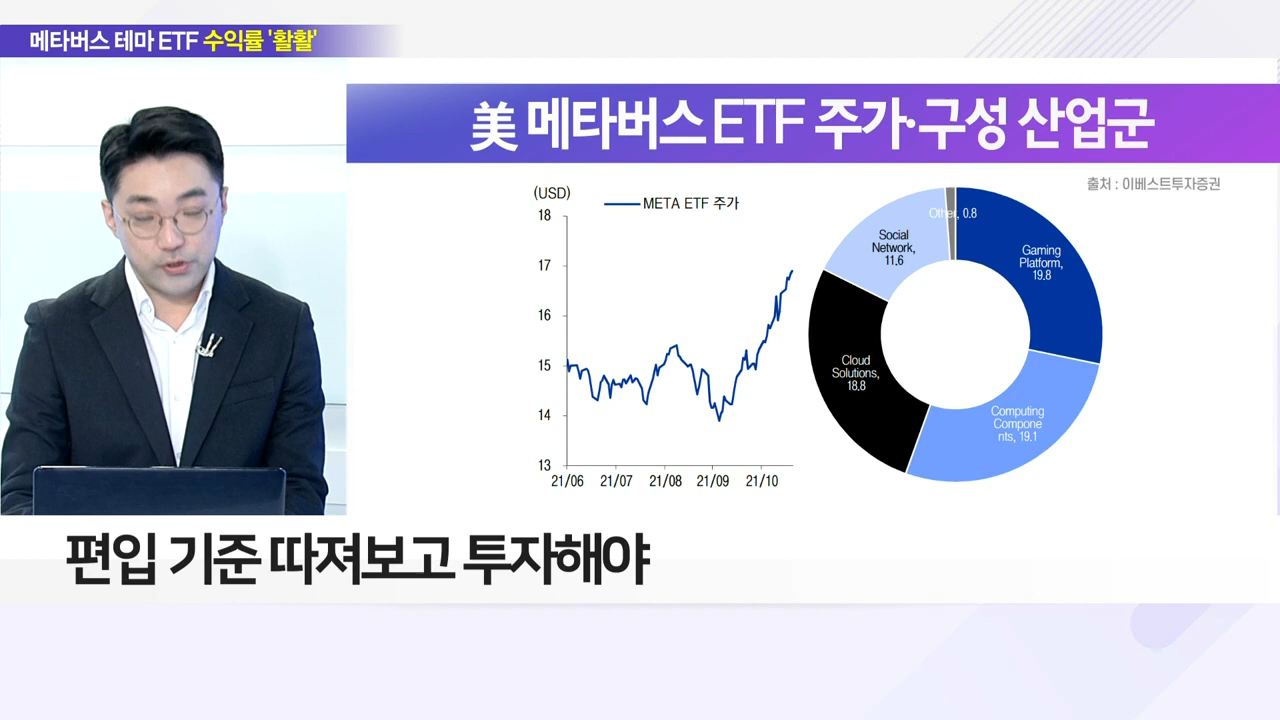 메타버스 테마 ETF 수익률 '활활'
美 메타버스 ETF 주가·구성 산업군
출처 : 이베스트투자증권
(USD)
META ETF 주가
18
17
16
15
14
13
21/06 21/07 21/08 21/09 21/10
Other, 0.8
Gaming
Platform,
19.8
Social
Network,
11.6
Cloud
Solutions,
18.8
Computing
Compone
nts, 19.1
편입 기준 따져보고 투자해야